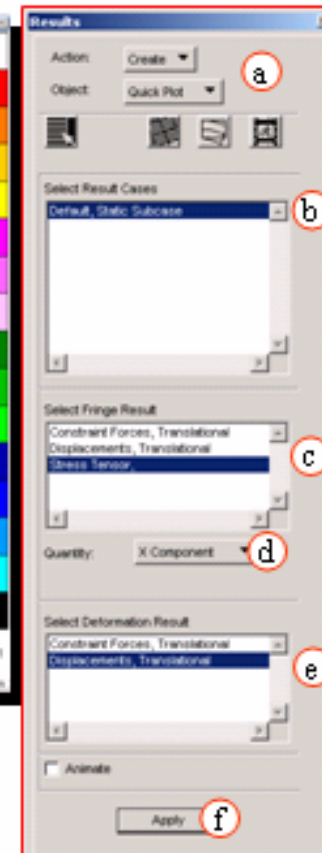 Results
Action: Create
a
Object: Quick Plot
Select Result Cases
Default, Static Subcase
b
Select Fringe Result
Constraint Forces, Translational
Displacements, Translational
Stress Tensor,
c
Quantity: X Component
d
Select Deformation Result
Constraint Forces, Translational
Displacements, Translational
e
Animate
Apply
f